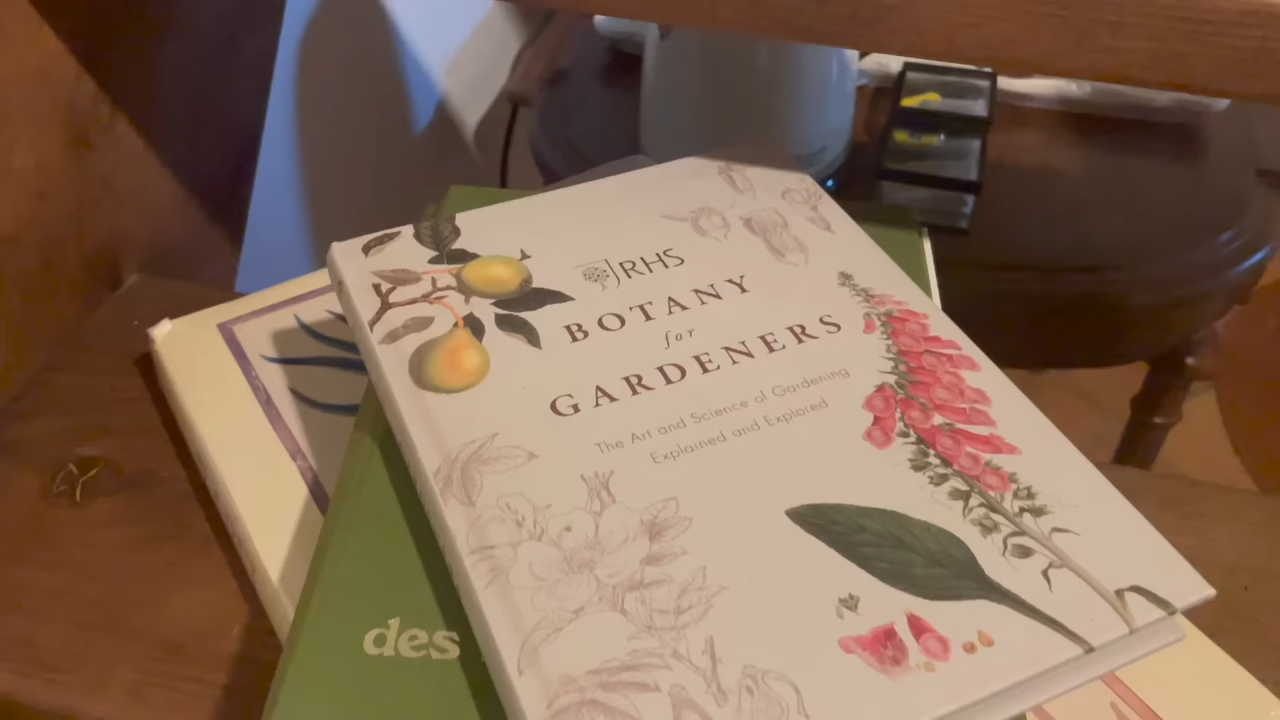 RHS
BOTANY
for
GARDENERS
The Art and Science of Gardening
Explained and Explored
des